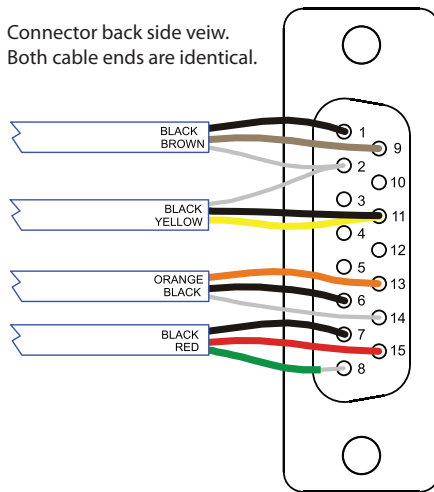 Connector back side veiw.
Both cable ends are identical.
BLACK
BROWN
BLACK
YELLOW
ORANGE
BLACK
BLACK
RED
1
9
2
10
3
11
4
12
5
13
6
14
7
15
8